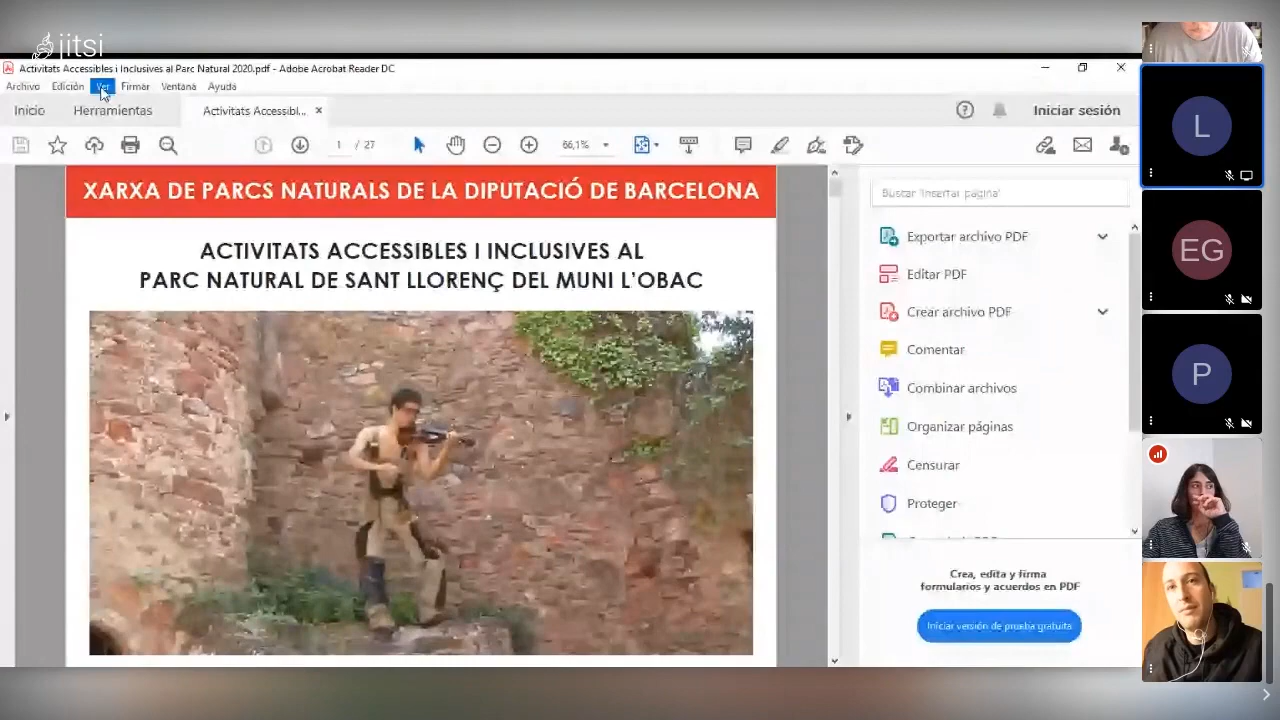 jitsi
Activitats Accessibles i Inclusives al Parc Natural 2020.pdf - Adobe Acrobat Reader DC
Archivo Edición Ver Firmar Ventana Ayuda
Inicio Herramientas Activitats Accessibl... × Iniciar sesión
1 / 27 66,1%
XARXA DE PARCS NATURALS DE LA DIPUTACIÓ DE BARCELONA
ACTIVITATS ACCESSIBLES I INCLUSIVES AL
PARC NATURAL DE SANT LLORENÇ DEL MUNI L'OBAC
Buscar 'Insertar página'
Exportar archivo PDF
Editar PDF
Crear archivo PDF
Comentar
Combinar archivos
Organizar páginas
Censurar
Proteger
Crea, edita y firma
formularios y acuerdos en PDF
Iniciar versión de prueba gratuita
L
EG
P